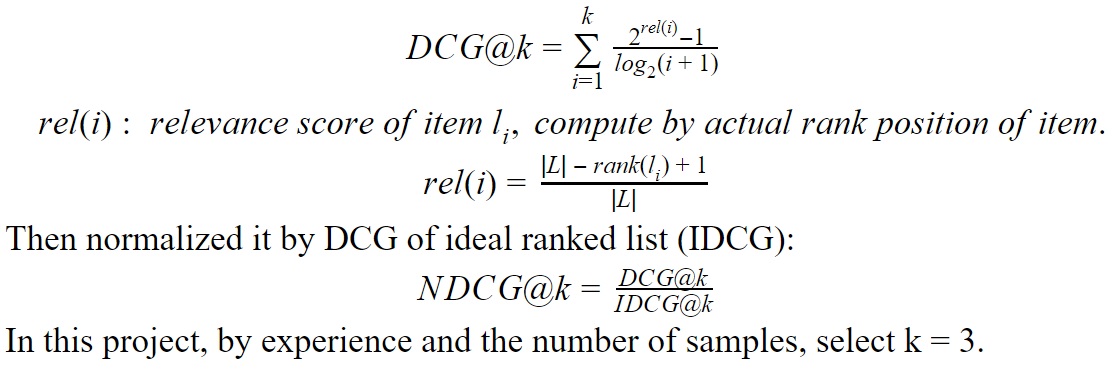 DCG@k = \sum_{i=1}^{k} \frac{2^{rel(i)}-1}{log_2(i + 1)}
rel(i) : relevance score of item l_i, compute by actual rank position of item.
rel(i) = \frac{|L| - rank(l_i) + 1}{|L|}
Then normalized it by DCG of ideal ranked list (IDCG):
NDCG@k = \frac{DCG@k}{IDCG@k}
In this project, by experience and the number of samples, select k = 3.